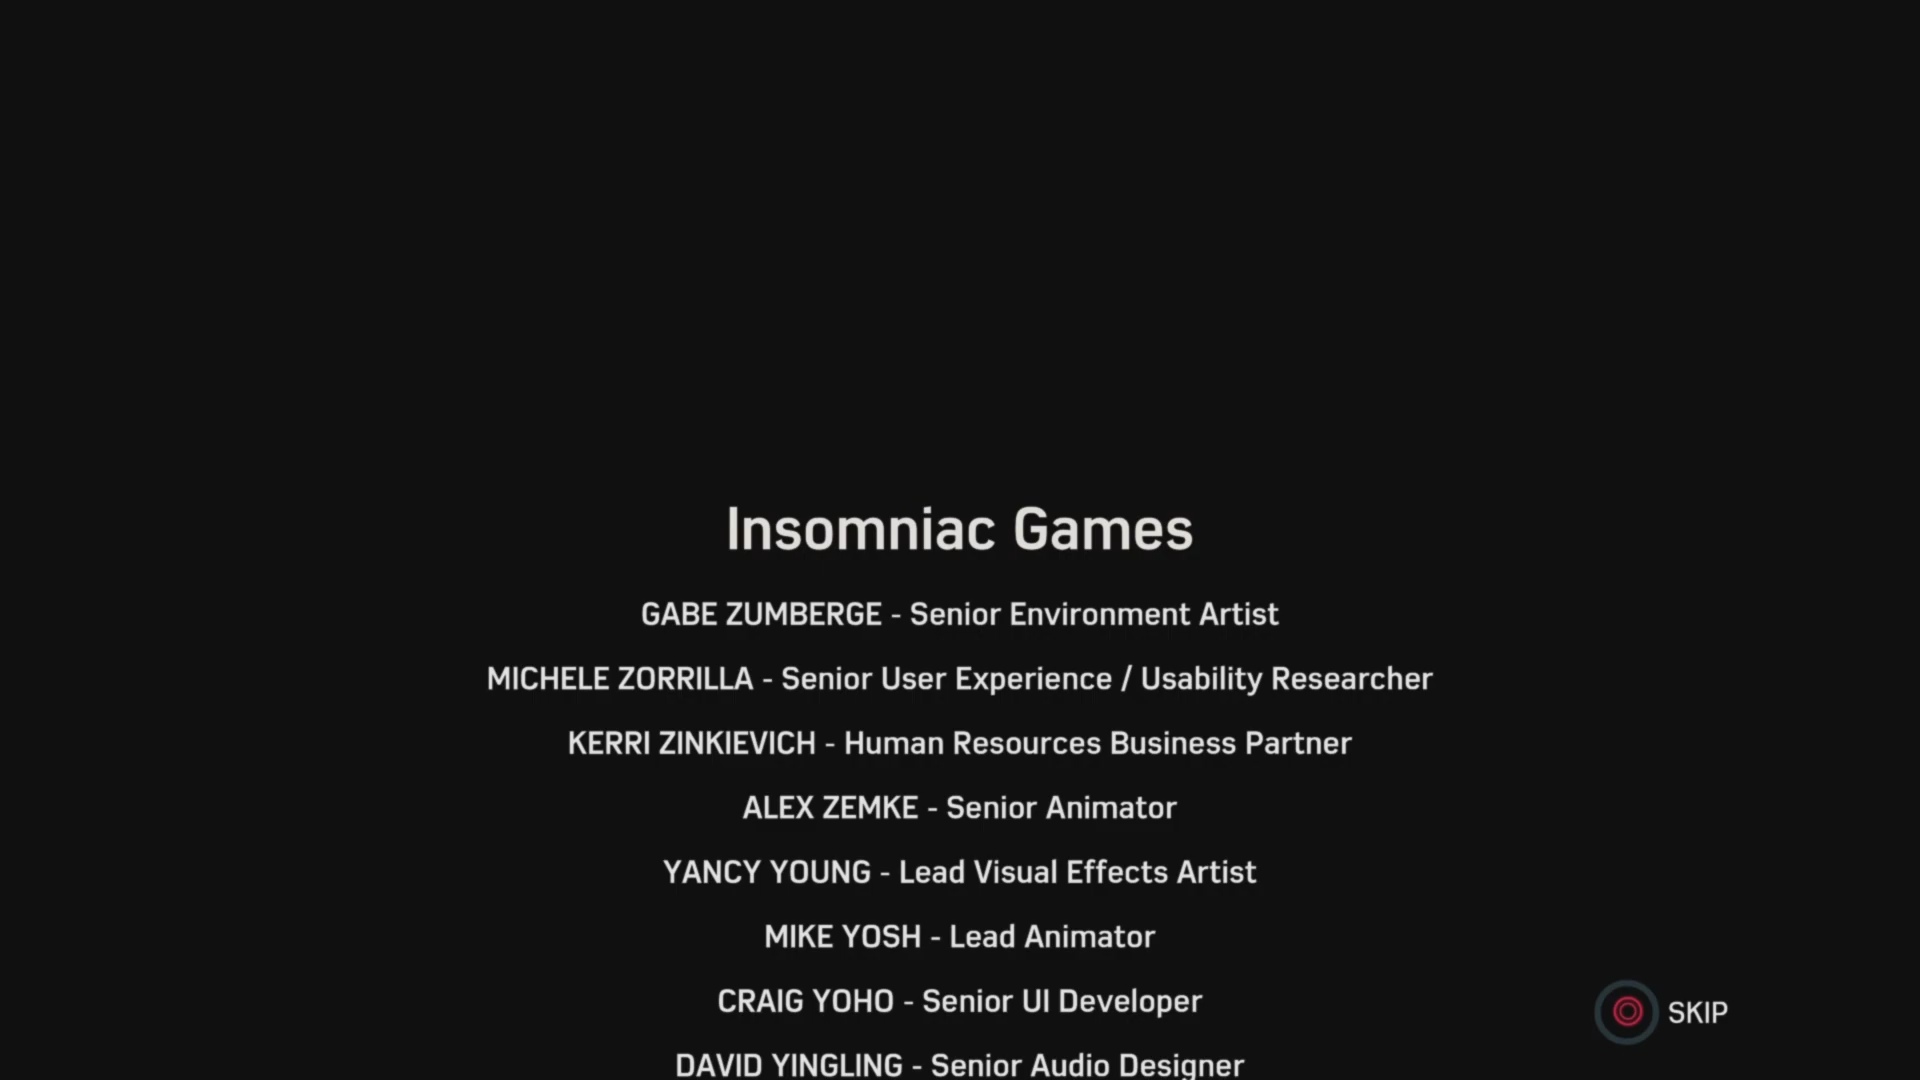 Insomniac Games
GABE ZUMBERGE - Senior Environment Artist
MICHELE ZORRILLA - Senior User Experience / Usability Researcher
KERRI ZINKIEVICH - Human Resources Business Partner
ALEX ZEMKE - Senior Animator
YANCY YOUNG - Lead Visual Effects Artist
MIKE YOSH - Lead Animator
CRAIG YOHO - Senior UI Developer
SKIP
DAVID YINGLING - Senior Audio Designer